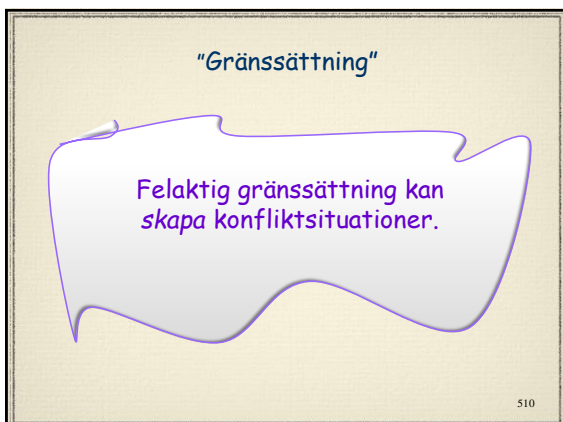 "Gränssättning"
Felaktig gränssättning kan
skapa konfliktsituationer.
510